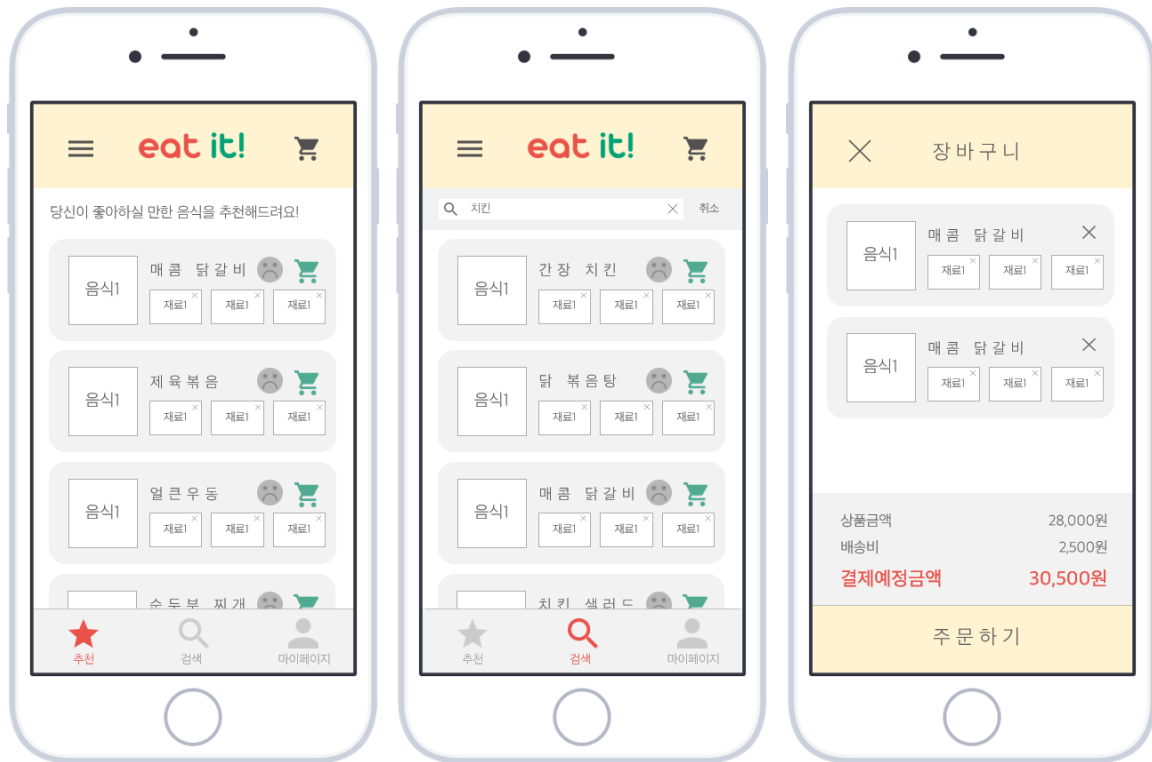 eat it!
당신이 좋아하실 만한 음식을 추천해드려요!
음식1
매콤 닭갈비
재료1 재료1 재료1
음식1
제육볶음
재료1 재료1 재료1
음식1
얼큰우동
재료1 재료1 재료1
순두부 찌개
추천 검색 마이페이지
eat it!
치킨 취소
음식1
간장 치킨
재료1 재료1 재료1
음식1
닭 볶음탕
재료1 재료1 재료1
음식1
매콤 닭갈비
재료1 재료1 재료1
치킨 샐러드
추천 검색 마이페이지
장바구니
음식1
매콤 닭갈비
재료1 재료1 재료1
음식1
매콤 닭갈비
재료1 재료1 재료1
상품금액 28,000원
배송비 2,500원
결제예정금액 30,500원
주문하기